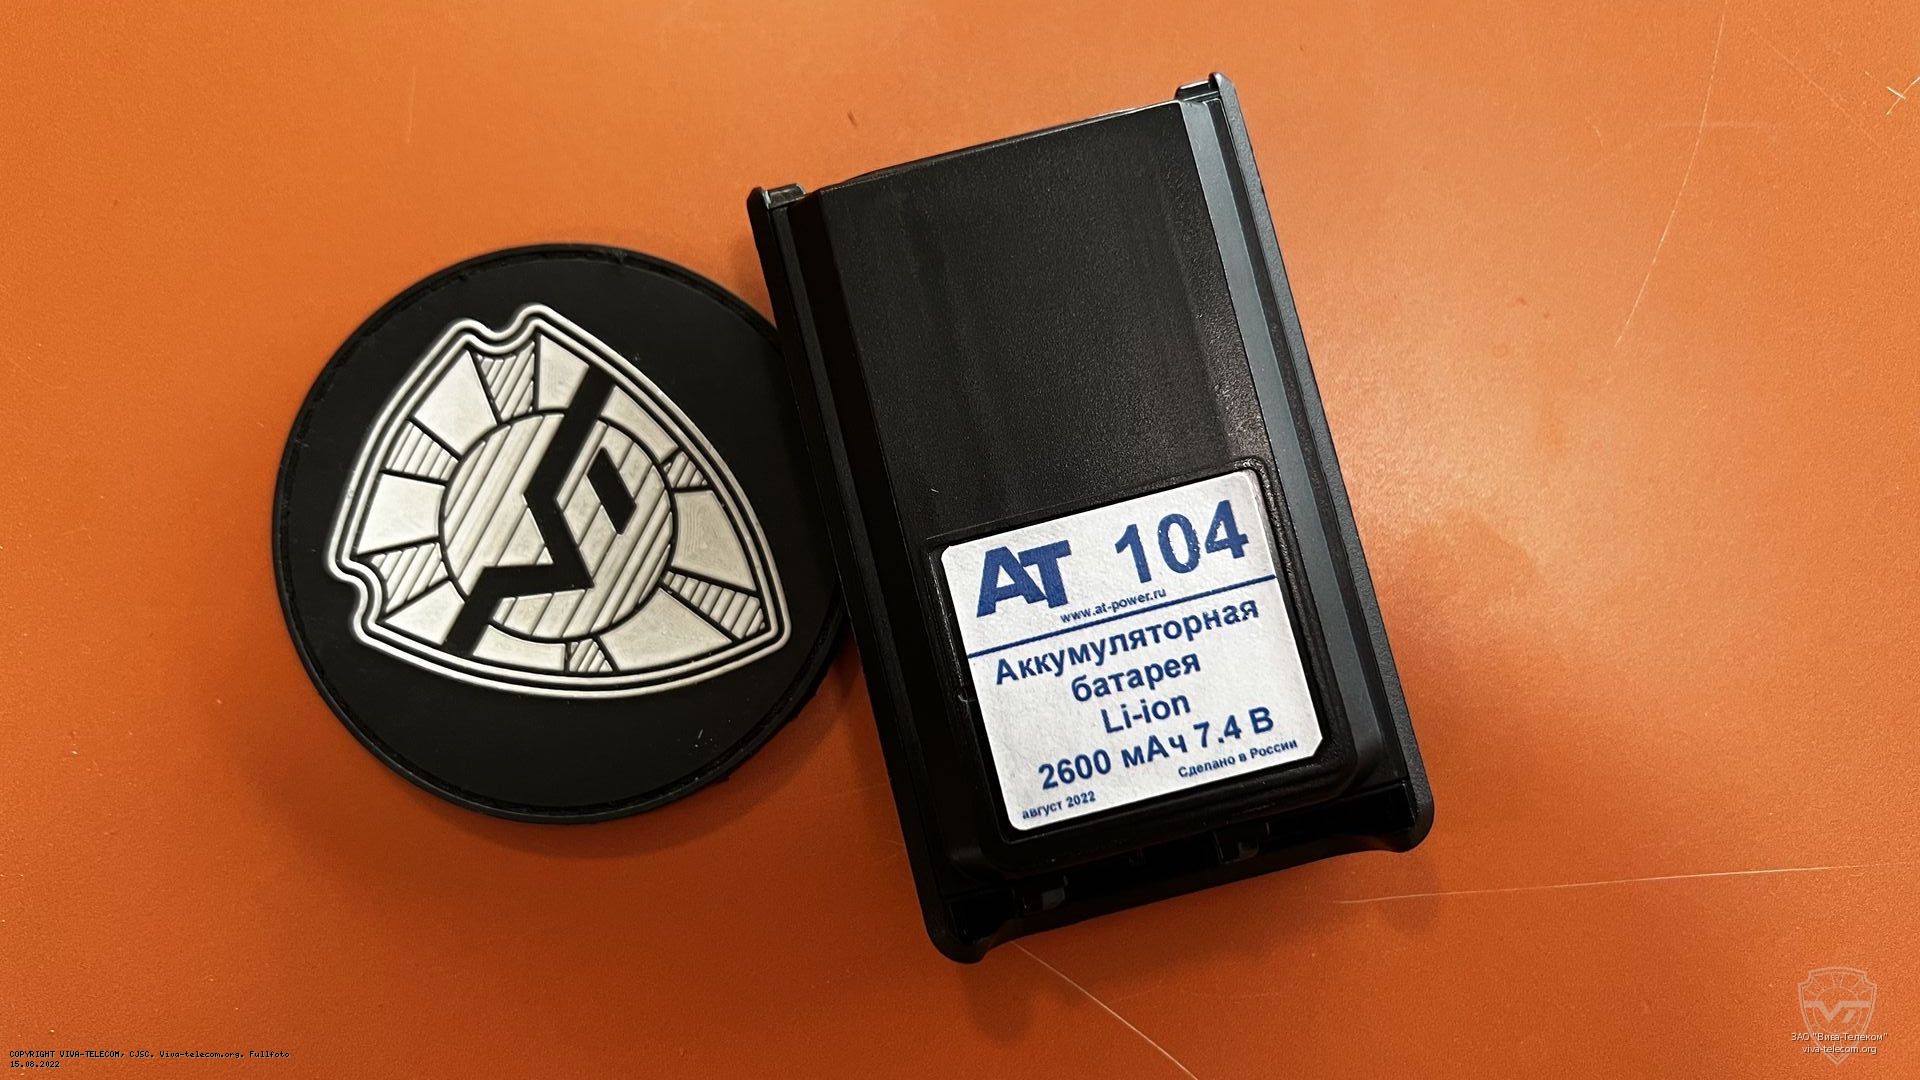 AT 104
www.at-power.ru
Аккумуляторная
батарея
Li-ion
2600 мАч 7.4 В
Сделано в России
август 2022
COPYRIGHT VIVA-TELECOM, CJSC. Viva-telecom.org. Fullfoto
15.08.2022
ЗАО "Вива-Телеком"
viva-telecom.org